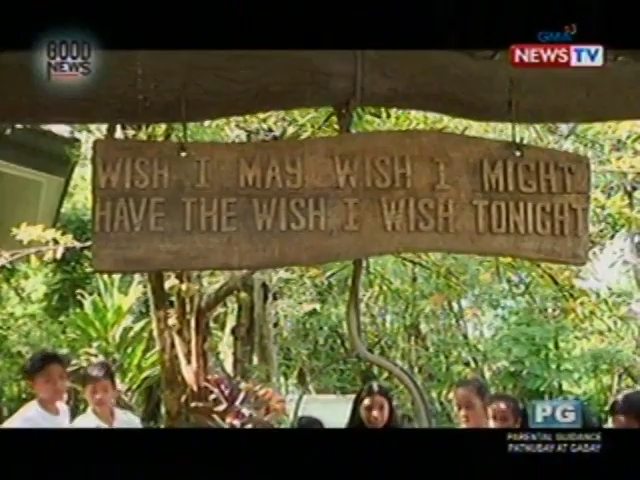 GOOD
NEWS
GMA
NEWS TV
WISH I MAY WISH I MIGHT
HAVE THE WISH I WISH TONIGHT
PG
PARENTAL GUIDANCE
PATNUBAY AT GABAY